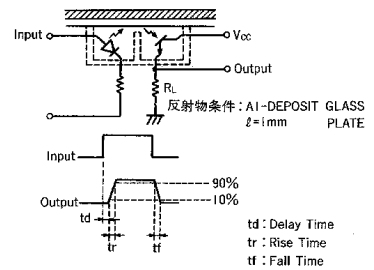 Input
Vcc
Output
RL
反射物条件:Al-DEPOSIT GLASS
ℓ=1mm PLATE
Input
90%
Output
10%
td
tr
tf
td : Delay Time
tr : Rise Time
tf : Fall Time